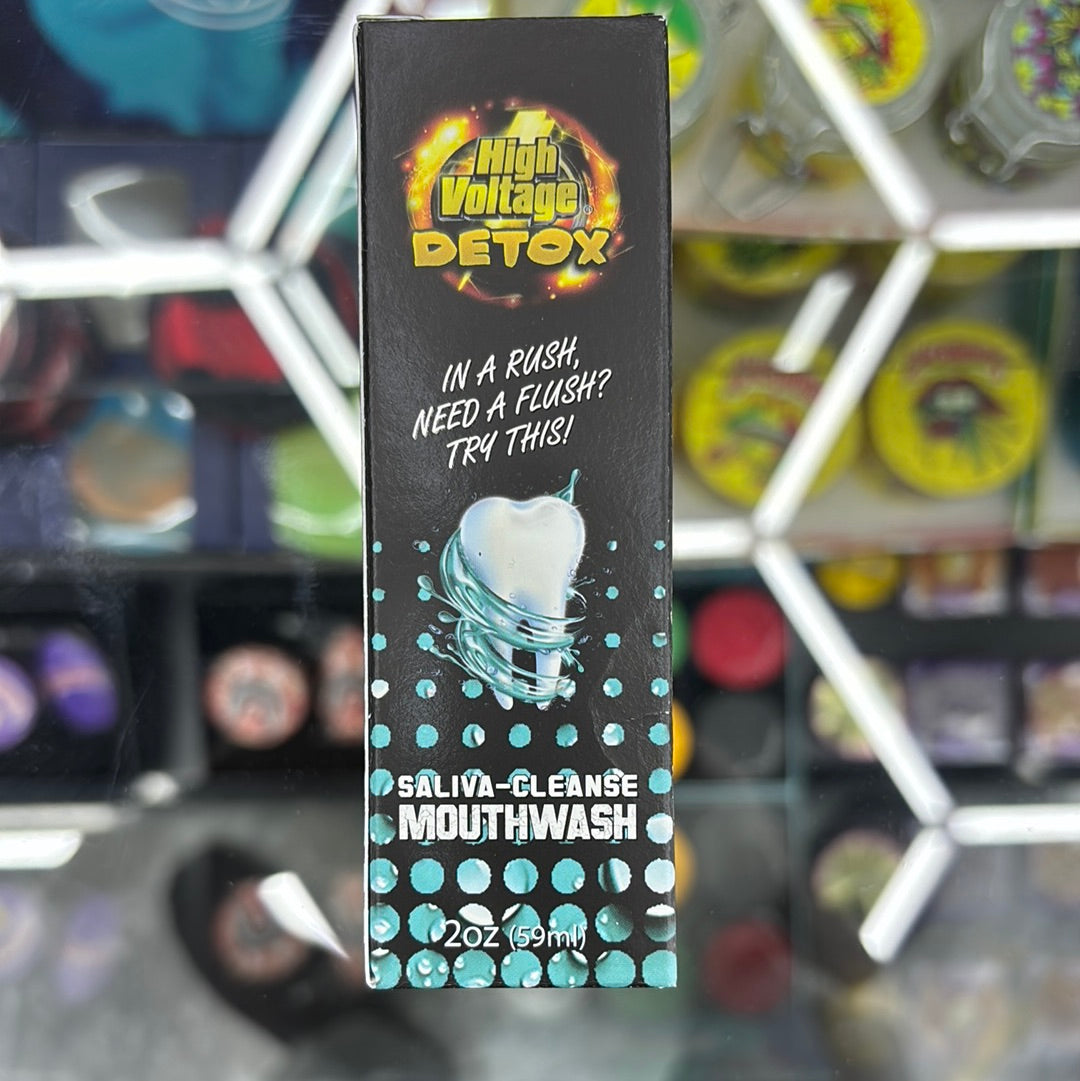 High
Voltage®
DETOX
IN A RUSH,
NEED A FLUSH?
TRY THIS!
SALIVA-CLEANSE
MOUTHWASH
2oz (59ml)